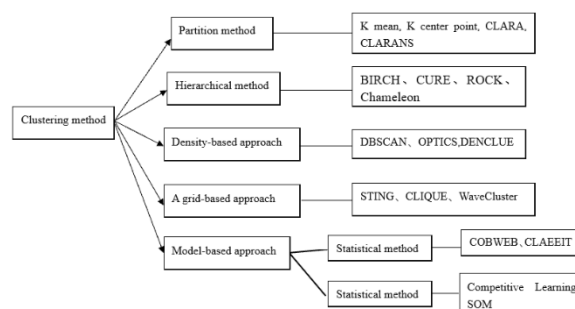 Partition method
K mean, K center point, CLARA,
CLARANS
Hierarchical method
BIRCH、CURE、ROCK、
Chameleon
Clustering method
Density-based approach
DBSCAN、OPTICS,DENCLUE
A grid-based approach
STING、CLIQUE、WaveCluster
Model-based approach
Statistical method
COBWEB、CLAEEIT
Statistical method
Competitive Learning
SOM